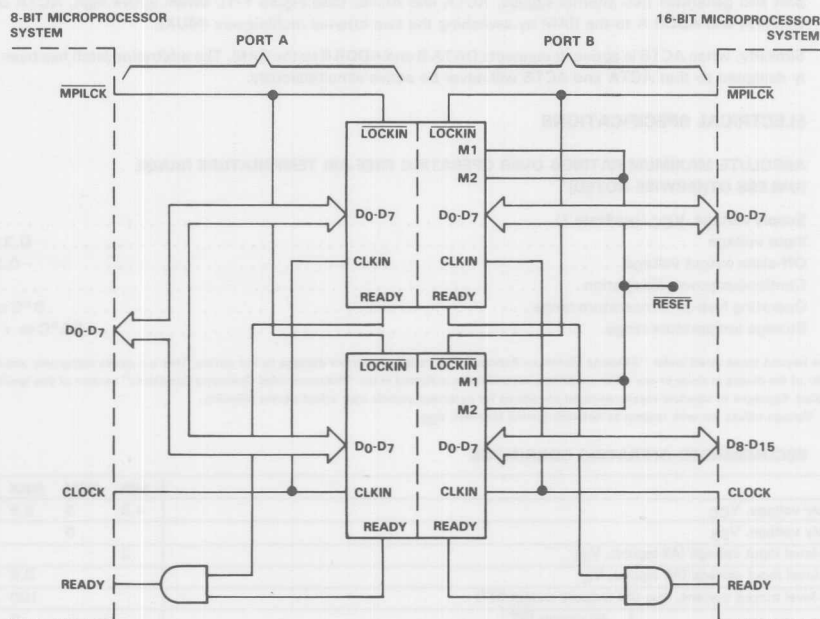 8-BIT MICROPROCESSOR
SYSTEM
16-BIT MICROPROCESSOR
SYSTEM
PORT A
PORT B
MPILCK
MPILCK
LOCKIN
LOCKIN
M1
M2
D0-D7
D0-D7
D0-D7
CLKIN
CLKIN
READY
READY
RESET
D0-D7
LOCKIN
LOCKIN
M1
M2
D0-D7
D0-D7
D8-D15
CLOCK
CLKIN
CLKIN
CLOCK
READY
READY
READY
READY